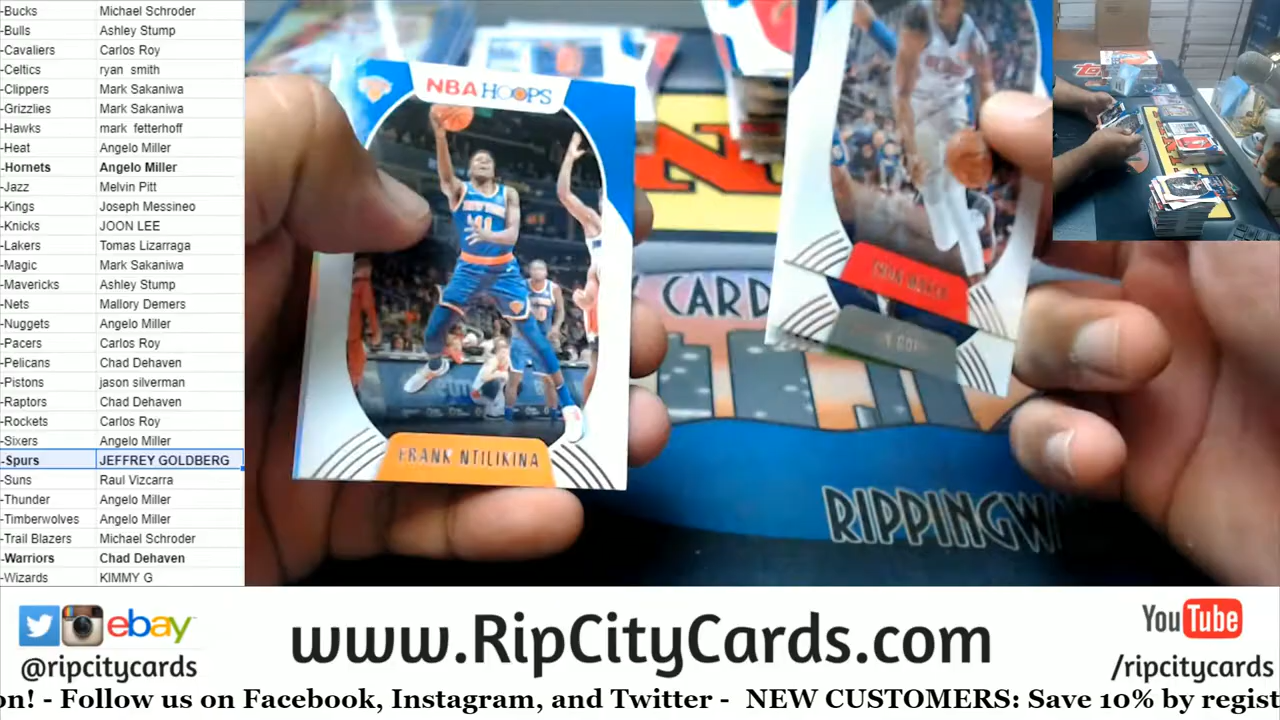 -Bucks Michael Schroder
-Bulls Ashley Stump
-Cavaliers Carlos Roy
-Celtics ryan smith
-Clippers Mark Sakaniwa
-Grizzlies Mark Sakaniwa
-Hawks mark fetterhoff
-Heat Angelo Miller
-Hornets Angelo Miller
-Jazz Melvin Pitt
-Kings Joseph Messineo
-Knicks JOON LEE
-Lakers Tomas Lizarraga
-Magic Mark Sakaniwa
-Mavericks Ashley Stump
-Nets Mallory Demers
-Nuggets Angelo Miller
-Pacers Carlos Roy
-Pelicans Chad Dehaven
-Pistons jason silverman
-Raptors Chad Dehaven
-Rockets Carlos Roy
-Sixers Angelo Miller
-Spurs JEFFREY GOLDBERG
-Suns Raul Vizcarra
-Thunder Angelo Miller
-Timberwolves Angelo Miller
-Trail Blazers Michael Schroder
-Warriors Chad Dehaven
-Wizards KIMMY G
NBA HOOPS
FRANK NTILIKINA
CARD
RIPPINGW
ebay
@ripcitycards
www.RipCityCards.com
YouTube
/ripcitycards
on! - Follow us on Facebook, Instagram, and Twitter - NEW CUSTOMERS: Save 10% by regist